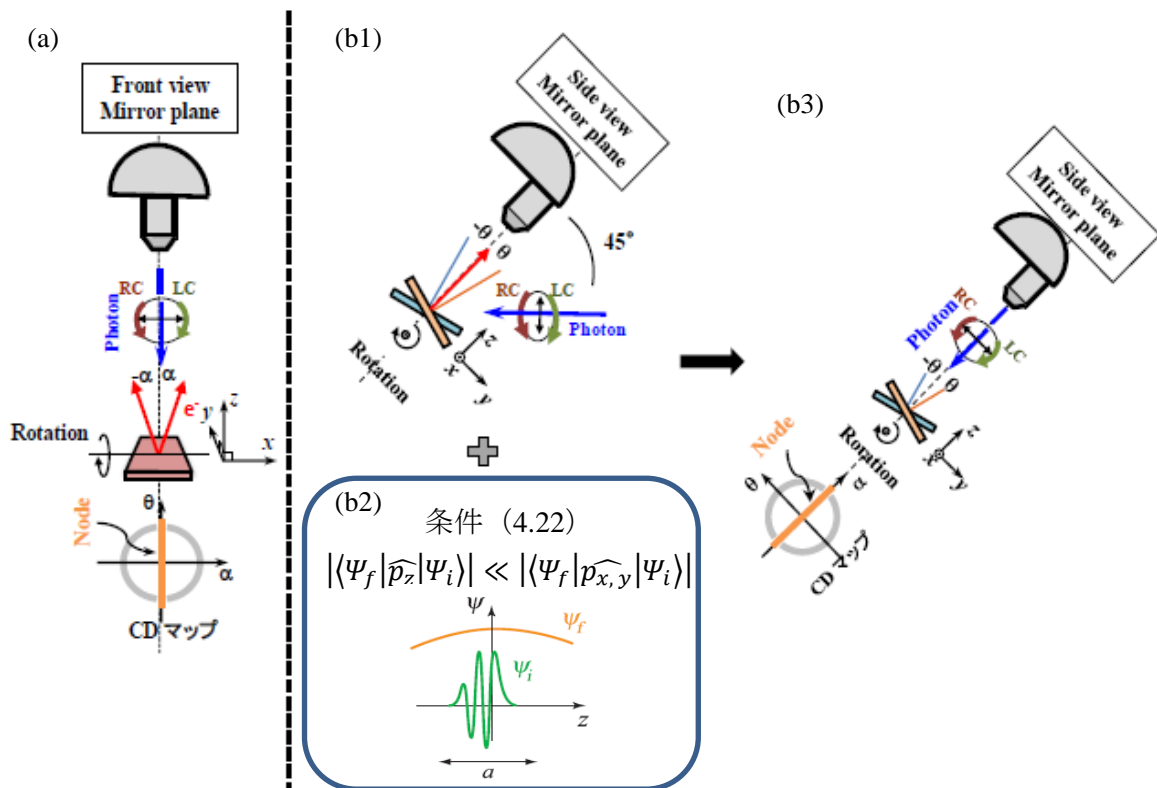 (a)
Front view
Mirror plane
RC
LC
Photon
-α
α
e-
y
z
x
Rotation
θ
Node
α
CD マップ
(b1)
Side view
Mirror plane
-θ
θ
45°
RC
LC
Photon
Rotation
z
x
y
(b2)
条件（4.22）
|⟨Ψ_f|p̂_z|Ψ_i⟩| ≪ |⟨Ψ_f|p̂_{x, y}|Ψ_i⟩|
ψ
ψ_f
ψ_i
z
a
(b3)
Side view
Mirror plane
RC
Photon
LC
-θ
θ
Rotation
z
x
y
Node
θ
α
CD マップ